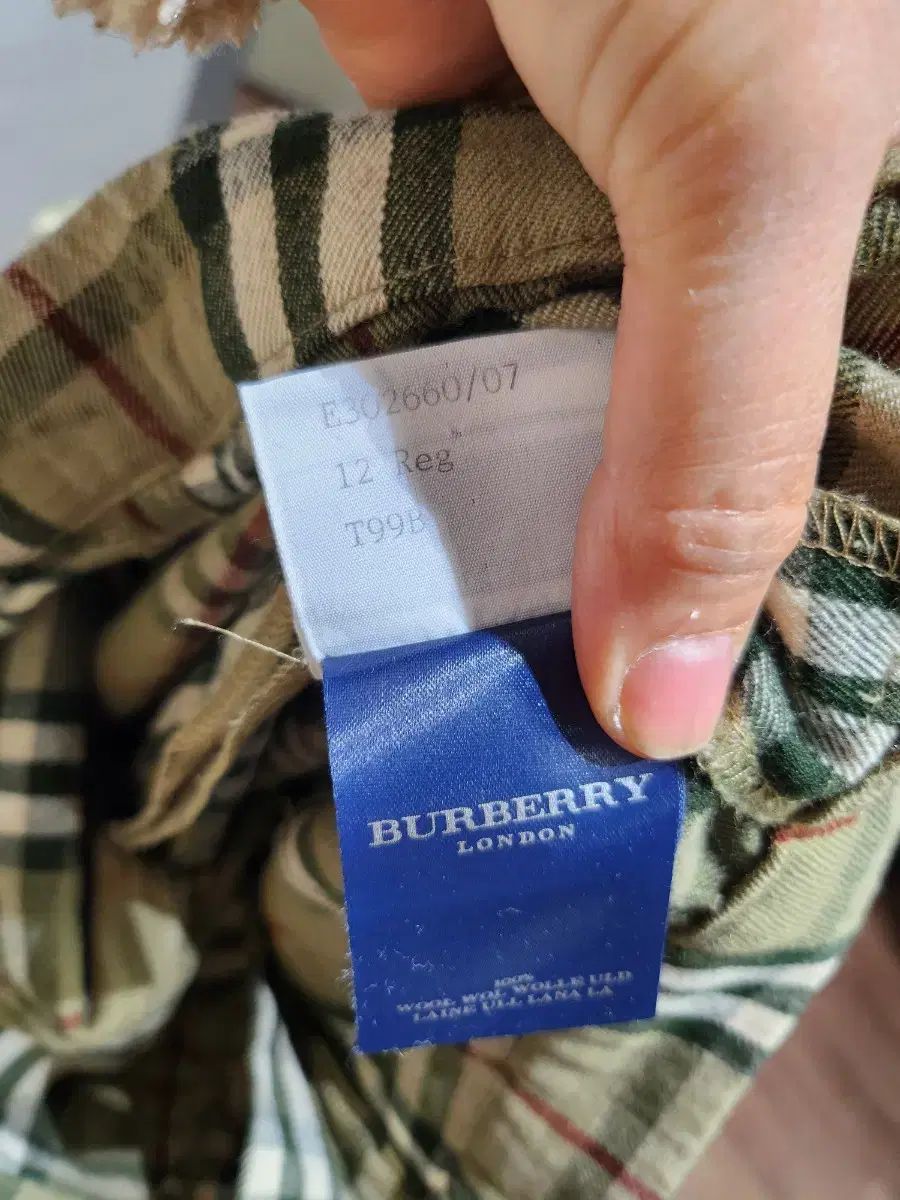 E302660/07
12 Reg
T99B
BURBERRY
LONDON
100%
WOOL WOL WOLLE ULD
LAINE ULL LANA LA